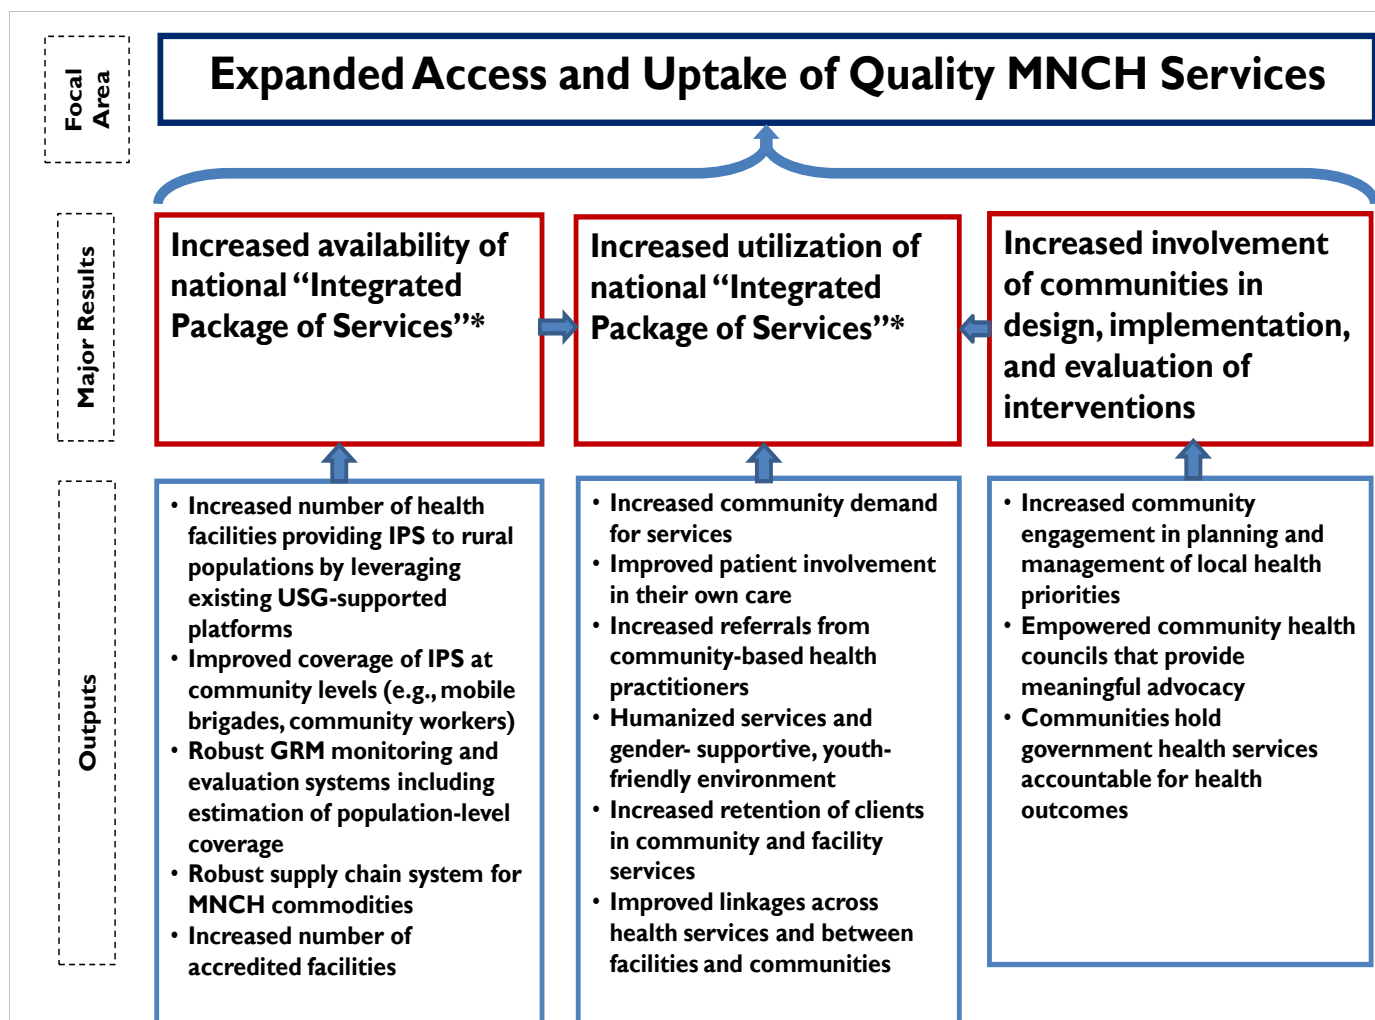 Focal
Area
Expanded Access and Uptake of Quality MNCH Services
Major Results
Increased availability of
national “Integrated
Package of Services”*
Increased utilization of
national “Integrated
Package of Services”*
Increased involvement
of communities in
design, implementation,
and evaluation of
interventions
Outputs
• Increased number of health
facilities providing IPS to rural
populations by leveraging
existing USG-supported
platforms
• Improved coverage of IPS at
community levels (e.g., mobile
brigades, community workers)
• Robust GRM monitoring and
evaluation systems including
estimation of population-level
coverage
• Robust supply chain system for
MNCH commodities
• Increased number of
accredited facilities
• Increased community demand
for services
• Improved patient involvement
in their own care
• Increased referrals from
community-based health
practitioners
• Humanized services and
gender- supportive, youth-
friendly environment
• Increased retention of clients
in community and facility
services
• Improved linkages across
health services and between
facilities and communities
• Increased community
engagement in planning and
management of local health
priorities
• Empowered community health
councils that provide
meaningful advocacy
• Communities hold
government health services
accountable for health
outcomes